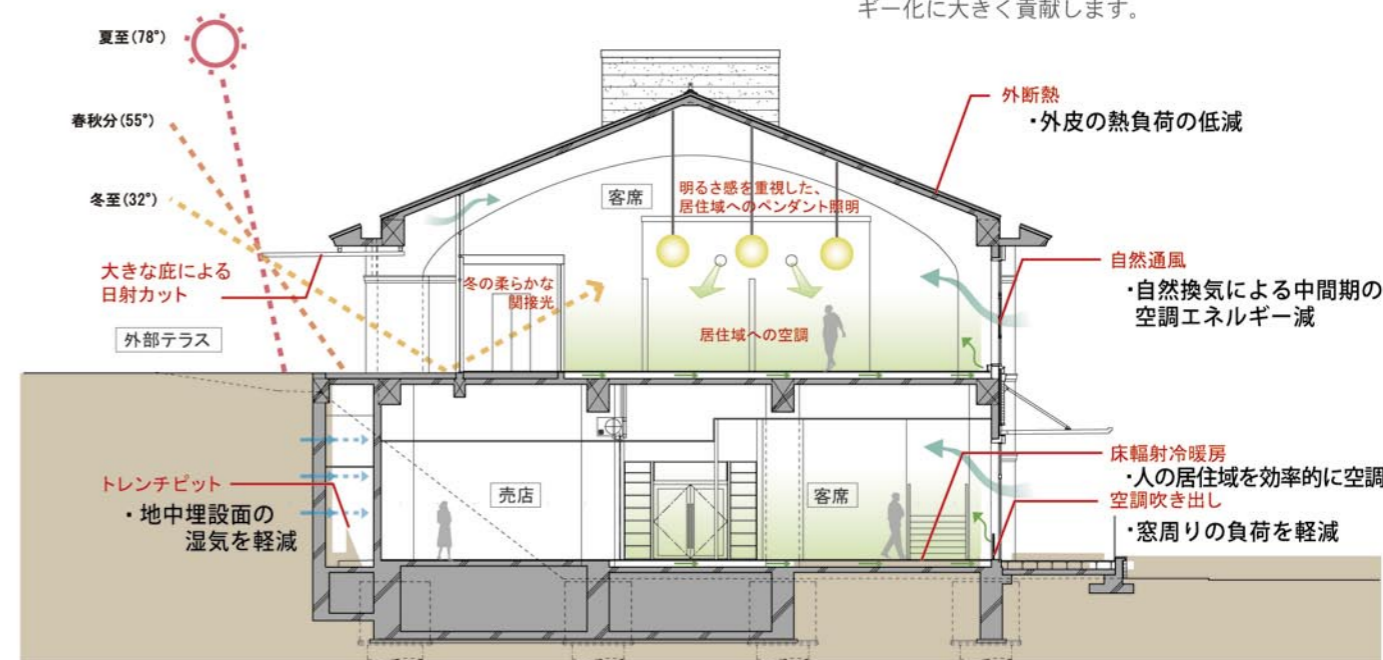 ギー化に大きく貢献します。
夏至(78°)
春秋分(55°)
冬至(32°)
大きな庇による
日射カット
外部テラス
トレンチピット
・地中埋設面の
湿気を軽減
客席
明るさ感を重視した、
居住域へのペンダント照明
冬の柔らかな
関接光
居住域への空調
売店
客席
外断熱
・外皮の熱負荷の低減
自然通風
・自然換気による中間期の
空調エネルギー減
床輻射冷暖房
・人の居住域を効率的に空調
空調吹き出し
・窓周りの負荷を軽減